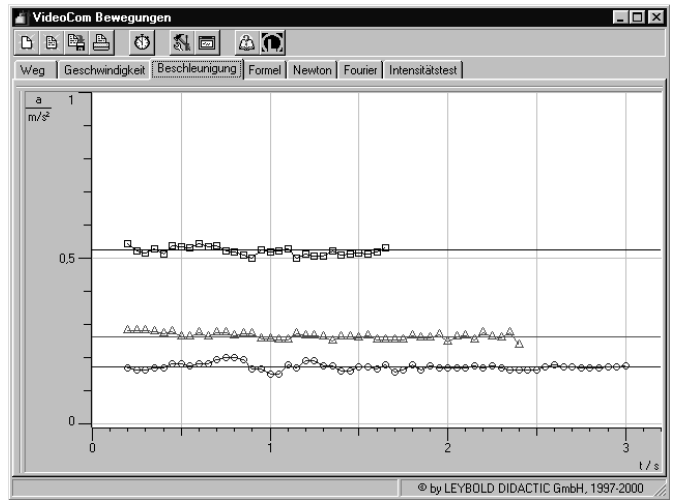 VideoCom Bewegungen
Weg Geschwindigkeit Beschleunigung Formel Newton Fourier Intensitätstest
a
m/s²
1
0,5
0
0 1 2 3
t / s
© by LEYBOLD DIDACTIC GmbH, 1997-2000